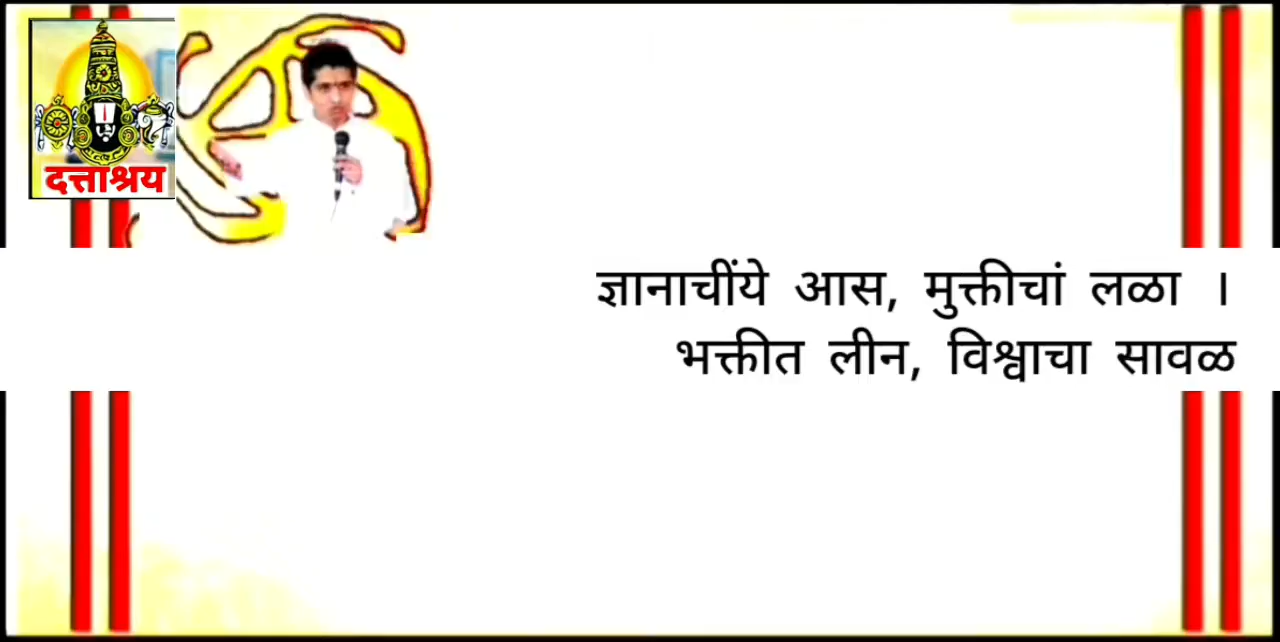 दत्ताश्रय
ज्ञानाचींये आस, मुक्तीचां लळा ।
भक्तीत लीन, विश्वाचा सावळ